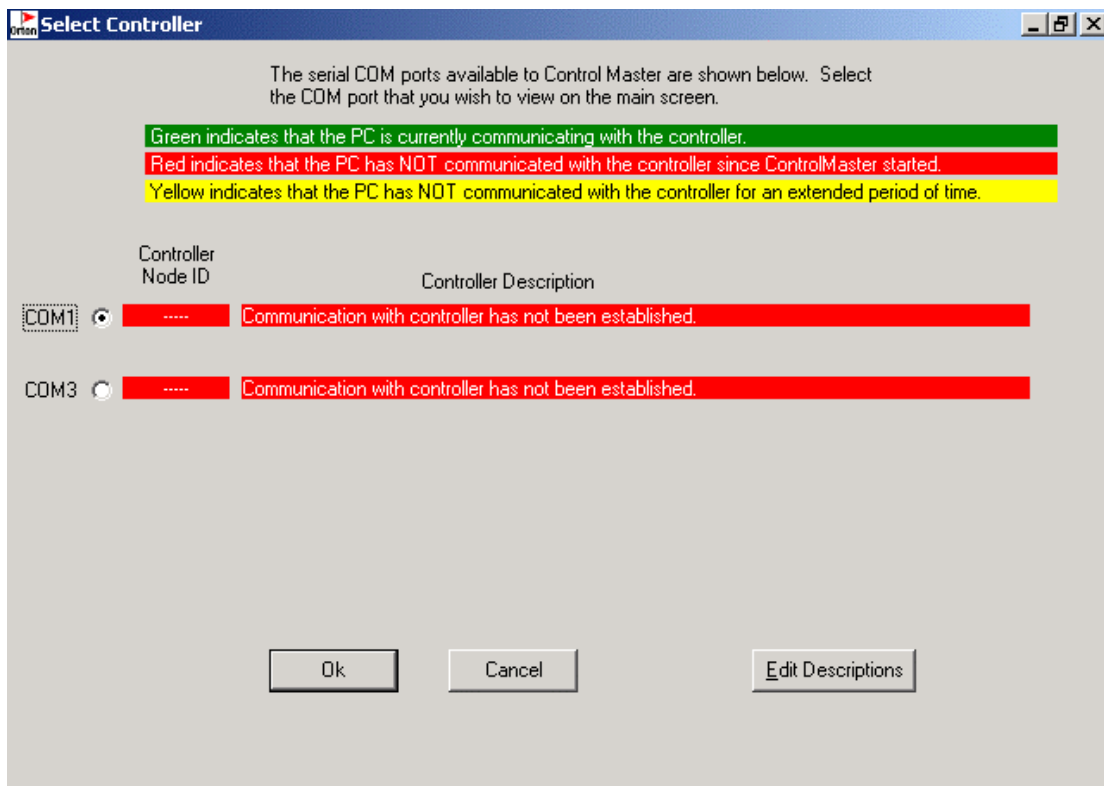 Orton Select Controller
The serial COM ports available to Control Master are shown below. Select
the COM port that you wish to view on the main screen.
Green indicates that the PC is currently communicating with the controller.
Red indicates that the PC has NOT communicated with the controller since ControlMaster started.
Yellow indicates that the PC has NOT communicated with the controller for an extended period of time.
Controller
Node ID
Controller Description
COM1 ----- Communication with controller has not been established.
COM3 ----- Communication with controller has not been established.
Ok Cancel Edit Descriptions